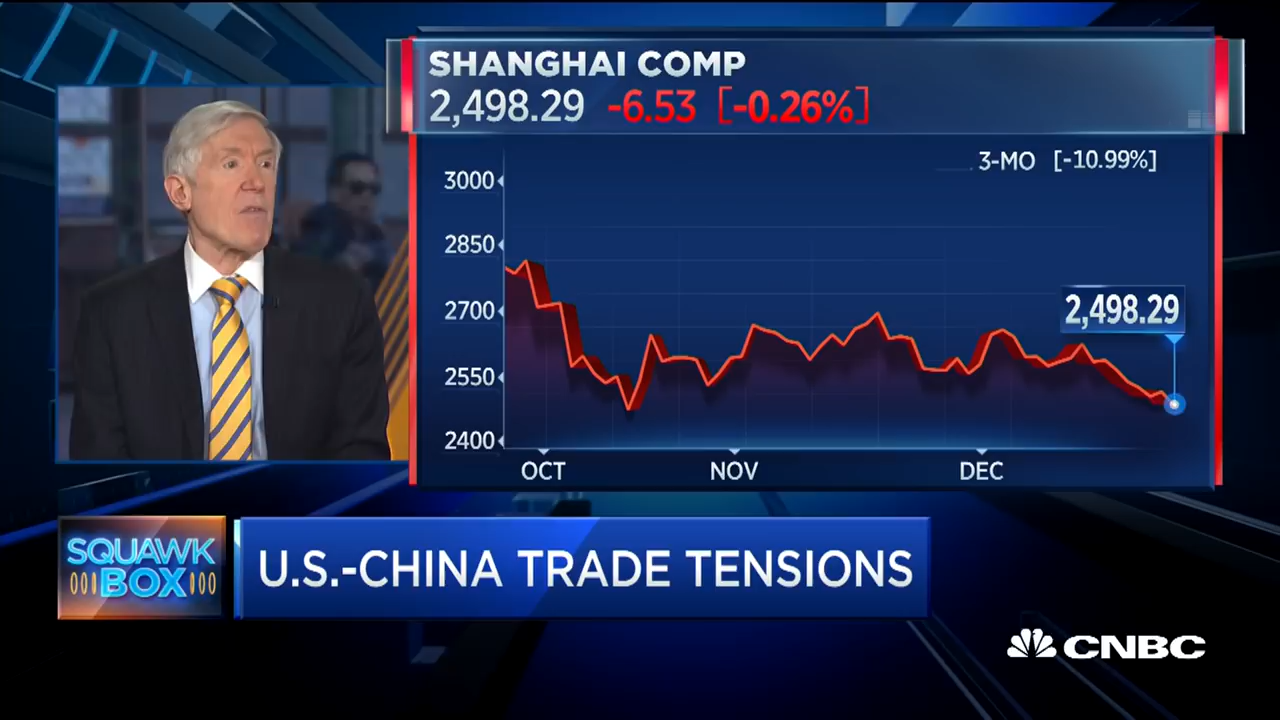 SHANGHAI COMP
2,498.29 -6.53 [-0.26%]
3-MO [-10.99%]
3000
2850
2700
2550
2400
2,498.29
OCT NOV DEC
SQUAWK
BOX
U.S.-CHINA TRADE TENSIONS
CNBC